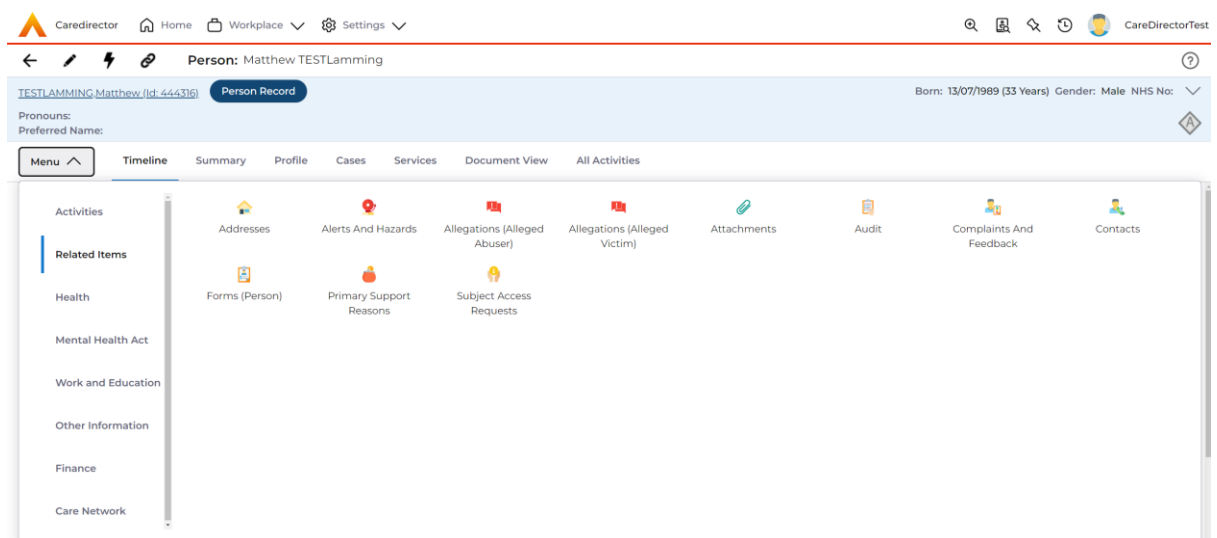 Caredirector Home Workplace Settings CareDirectorTest
Person: Matthew TESTLamming
TESTLAMMING,Matthew (Id: 444316) Person Record Born: 13/07/1989 (33 Years) Gender: Male NHS No:
Pronouns:
Preferred Name:
A
Menu Timeline Summary Profile Cases Services Document View All Activities
Activities
Related Items
Health
Mental Health Act
Work and Education
Other Information
Finance
Care Network
Addresses Alerts And Hazards Allegations (Alleged Allegations (Alleged Attachments Audit Complaints And Contacts
Abuser) Victim) Feedback
Forms (Person) Primary Support Subject Access
Reasons Requests